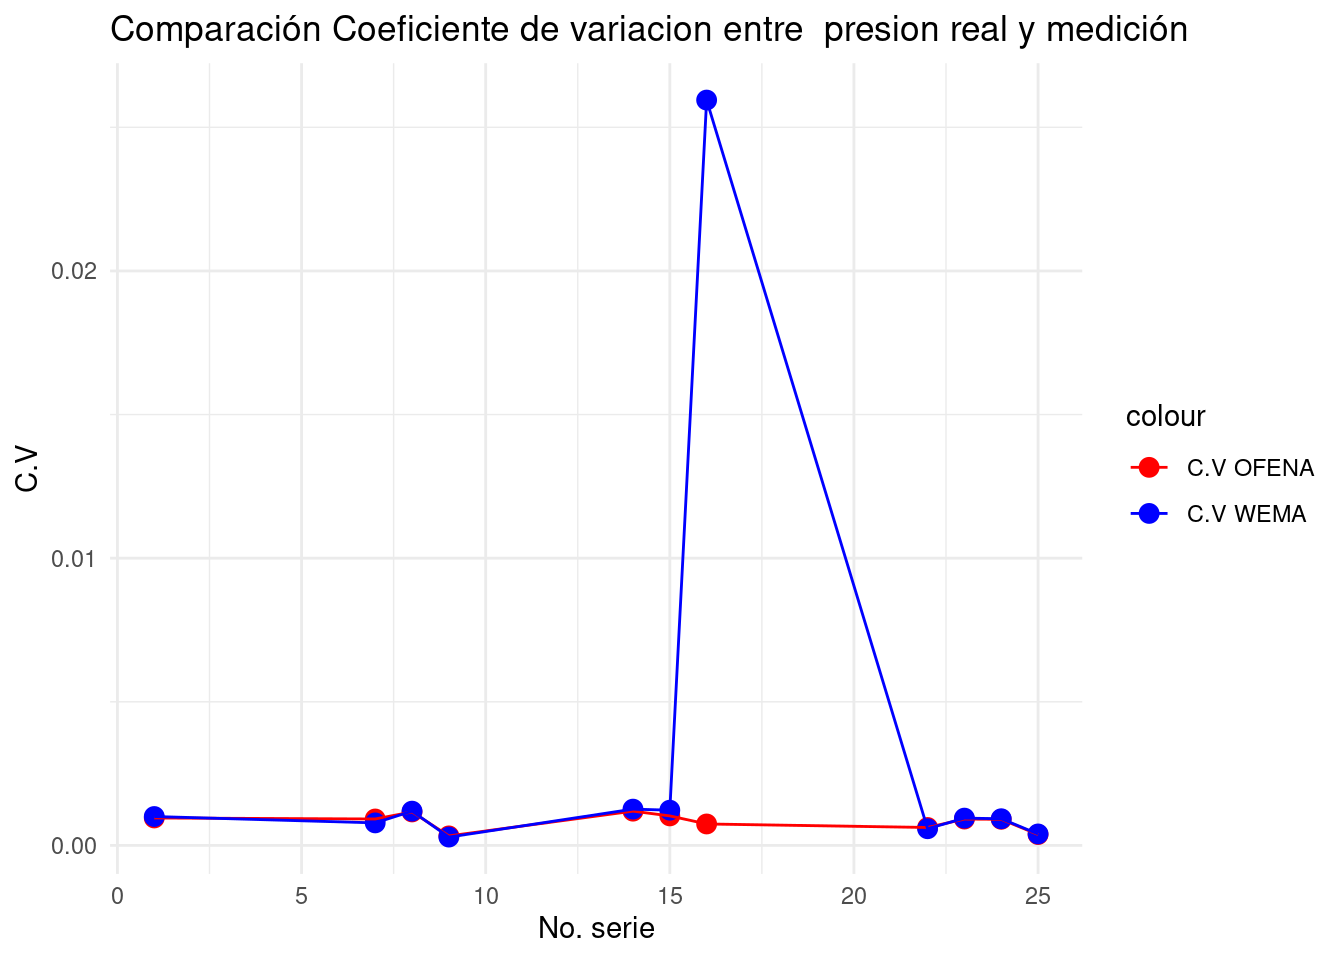 Comparación Coeficiente de variacion entre  presion real y medición
C.V
0.02
0.01
0.00
0 5 10 15 20 25
No. serie
colour
C.V OFENA
C.V WEMA